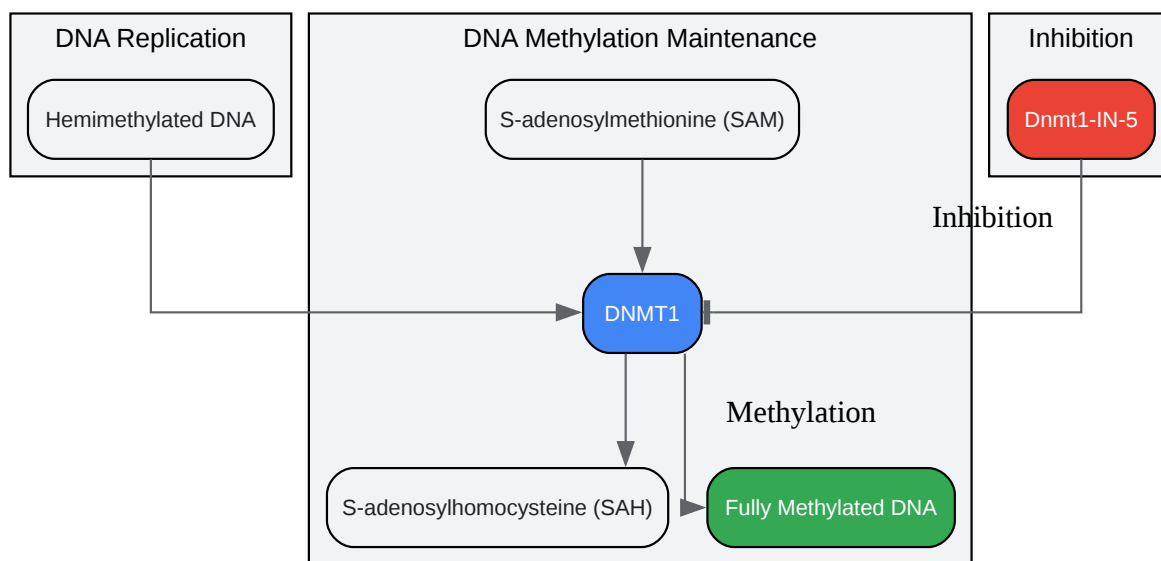 DNA Replication
DNA Methylation Maintenance
Inhibition
Hemimethylated DNA
S-adenosylmethionine (SAM)
Dnmt1-IN-5
Inhibition
DNMT1
Methylation
S-adenosylhomocysteine (SAH)
Fully Methylated DNA